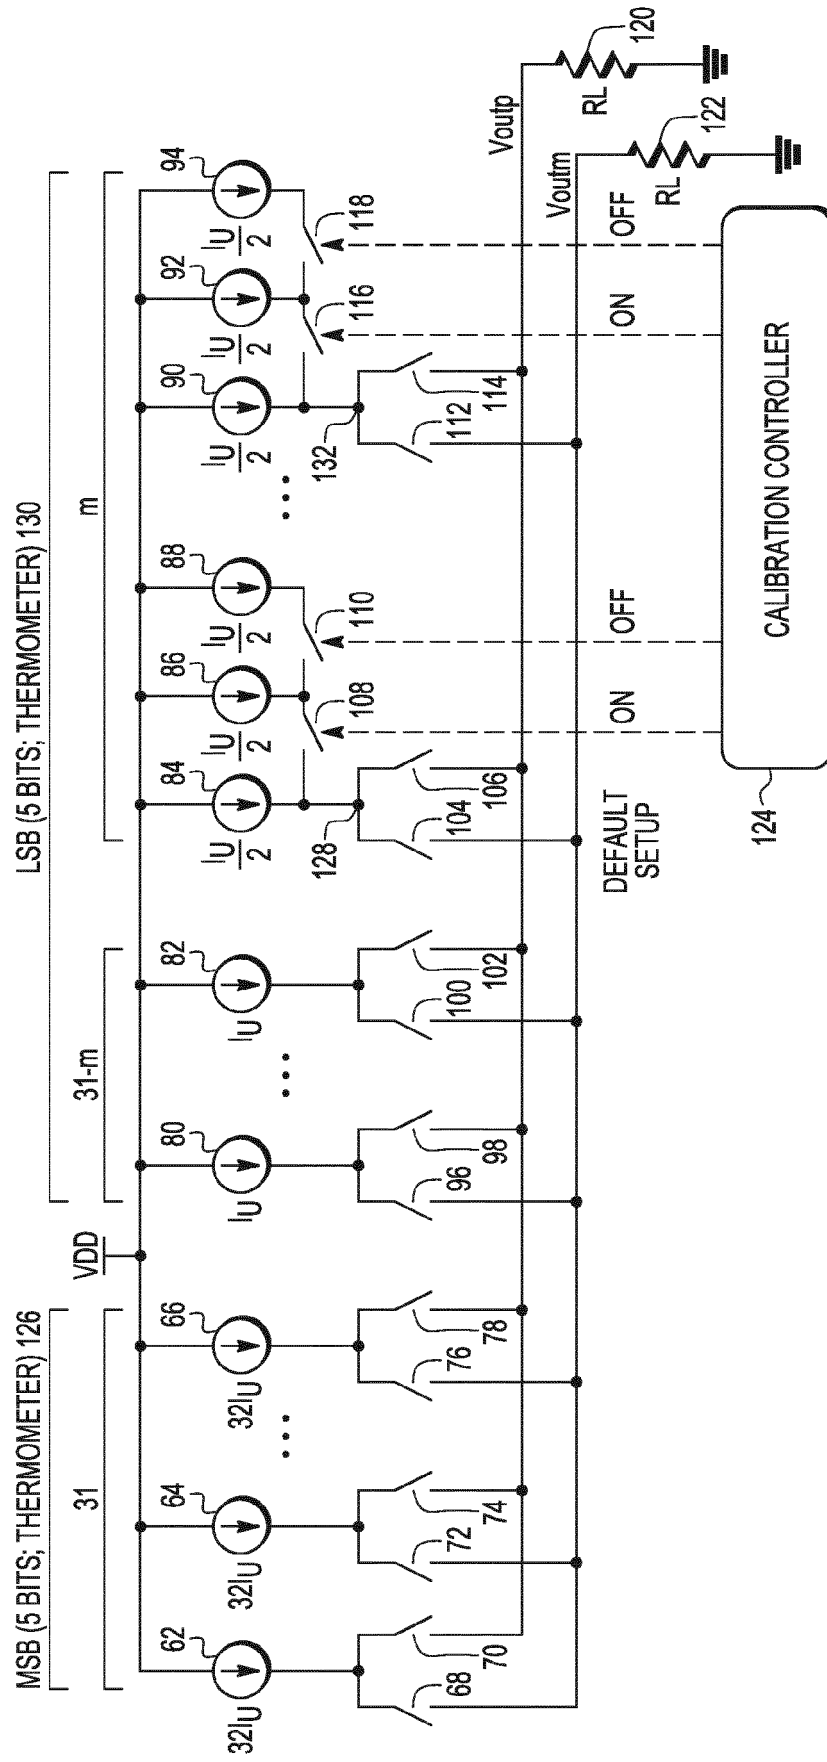 MSB (5 BITS; THERMOMETER) 126
LSB (5 BITS; THERMOMETER) 130
31
VDD
31-m
m
62
64
66
80
82
84
86
88
90
92
94
32IU
32IU
32IU
IU
IU
IU/2
IU/2
IU/2
IU/2
IU/2
IU/2
108
110
116
118
128
132
68
70
72
74
76
78
96
98
100
102
104
106
112
114
Voutp
Voutm
RL
120
RL
122
DEFAULT
SETUP
ON
OFF
ON
OFF
CALIBRATION CONTROLLER
124